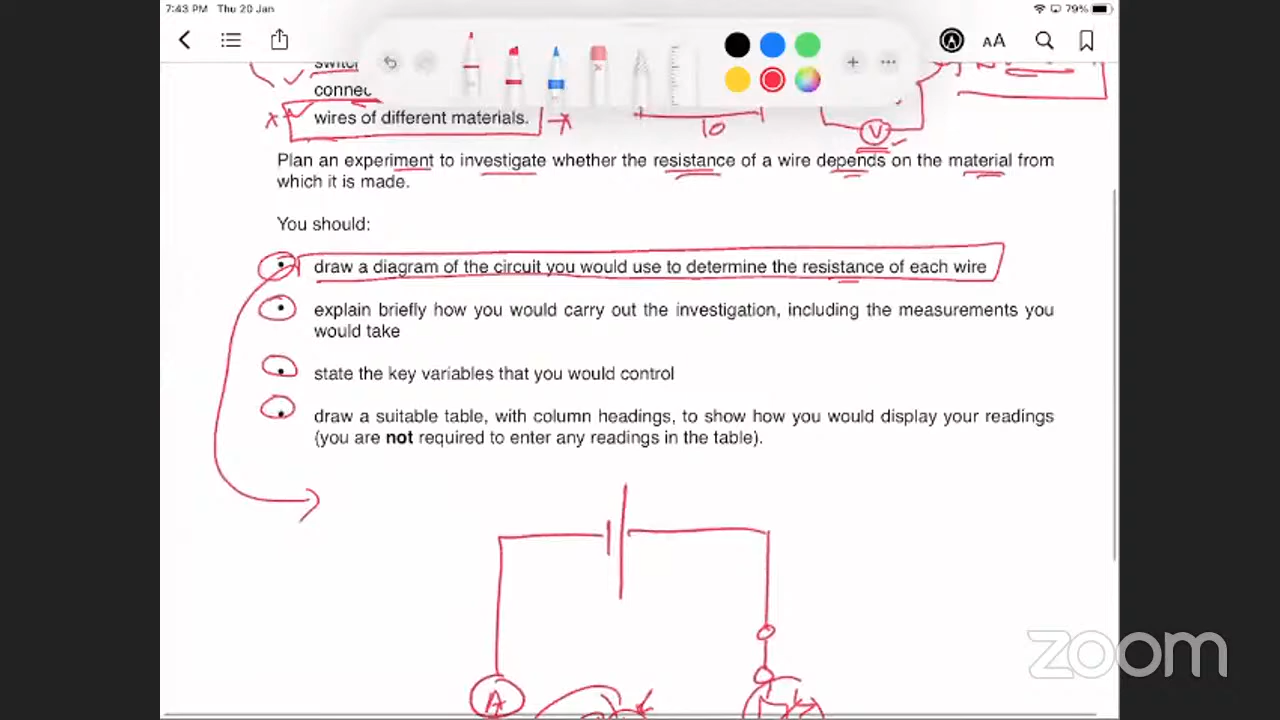 7:43 PM Thu 20 Jan
79%
AA
switch
connec
wires of different materials.
10
V
Plan an experiment to investigate whether the resistance of a wire depends on the material from
which it is made.
You should:
• draw a diagram of the circuit you would use to determine the resistance of each wire
• explain briefly how you would carry out the investigation, including the measurements you
would take
• state the key variables that you would control
• draw a suitable table, with column headings, to show how you would display your readings
(you are not required to enter any readings in the table).
zoom
A